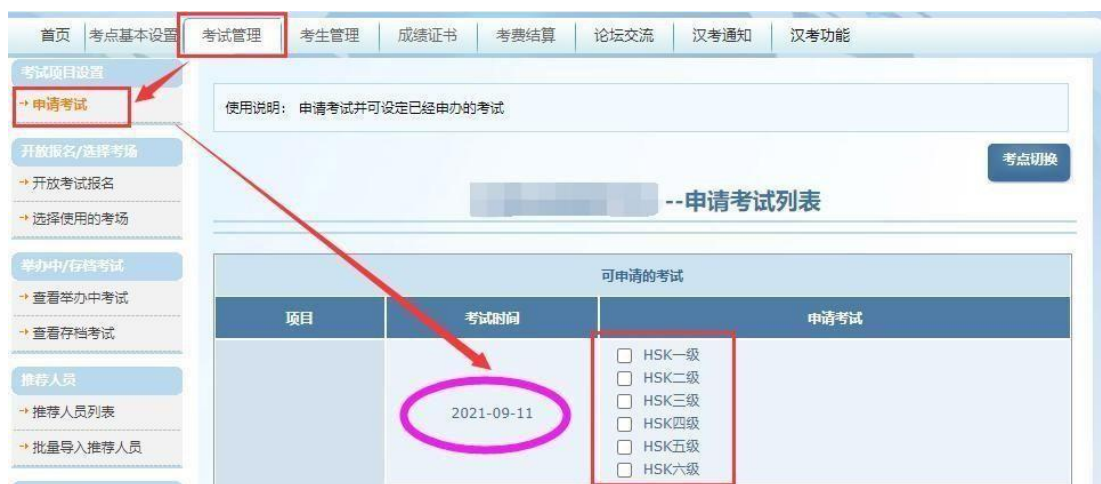 首页 考点基本设置 考试管理 考生管理 成绩证书 考费结算 论坛交流 汉考通知 汉考功能
考试项目设置
申请考试
开放报名/选择考场
开放考试报名
选择使用的考场
举办中/存档考试
查看举办中考试
查看存档考试
推荐人员
推荐人员列表
批量导入推荐人员
使用说明: 申请考试并可设定已经申办的考试
考点切换
--申请考试列表
可申请的考试
项目 考试时间 申请考试
2021-09-11
HSK一级
HSK二级
HSK三级
HSK四级
HSK五级
HSK六级